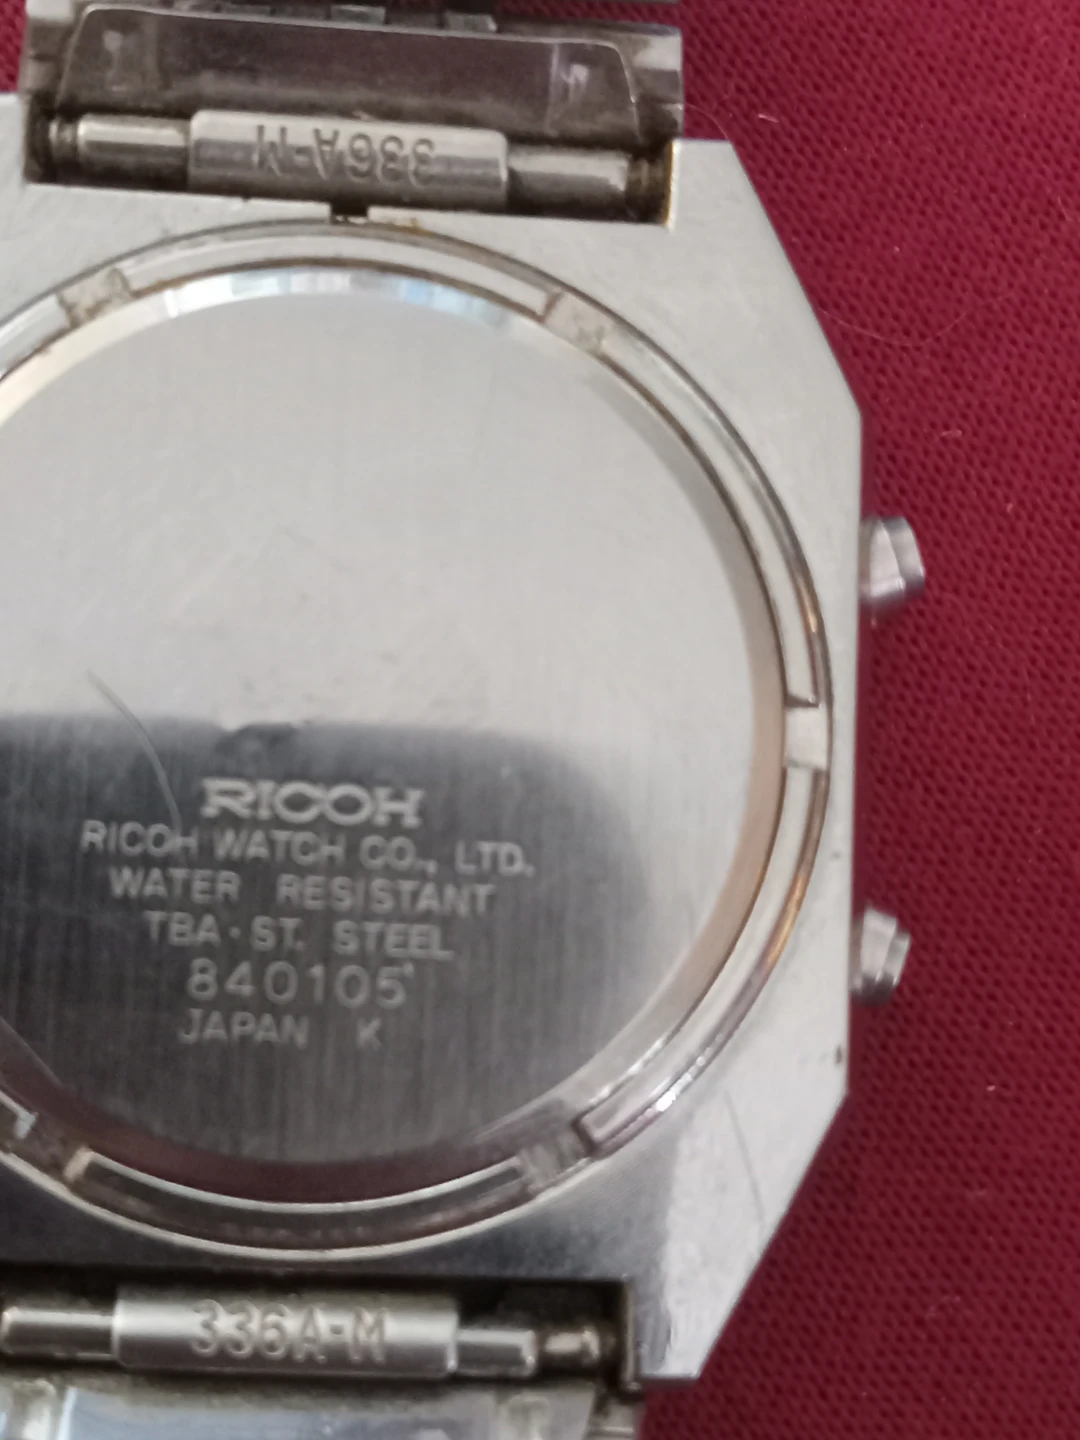 336A-M
RICOH
RICOH WATCH CO., LTD.
WATER RESISTANT
TBA · ST. STEEL
840105
JAPAN K
336A-M